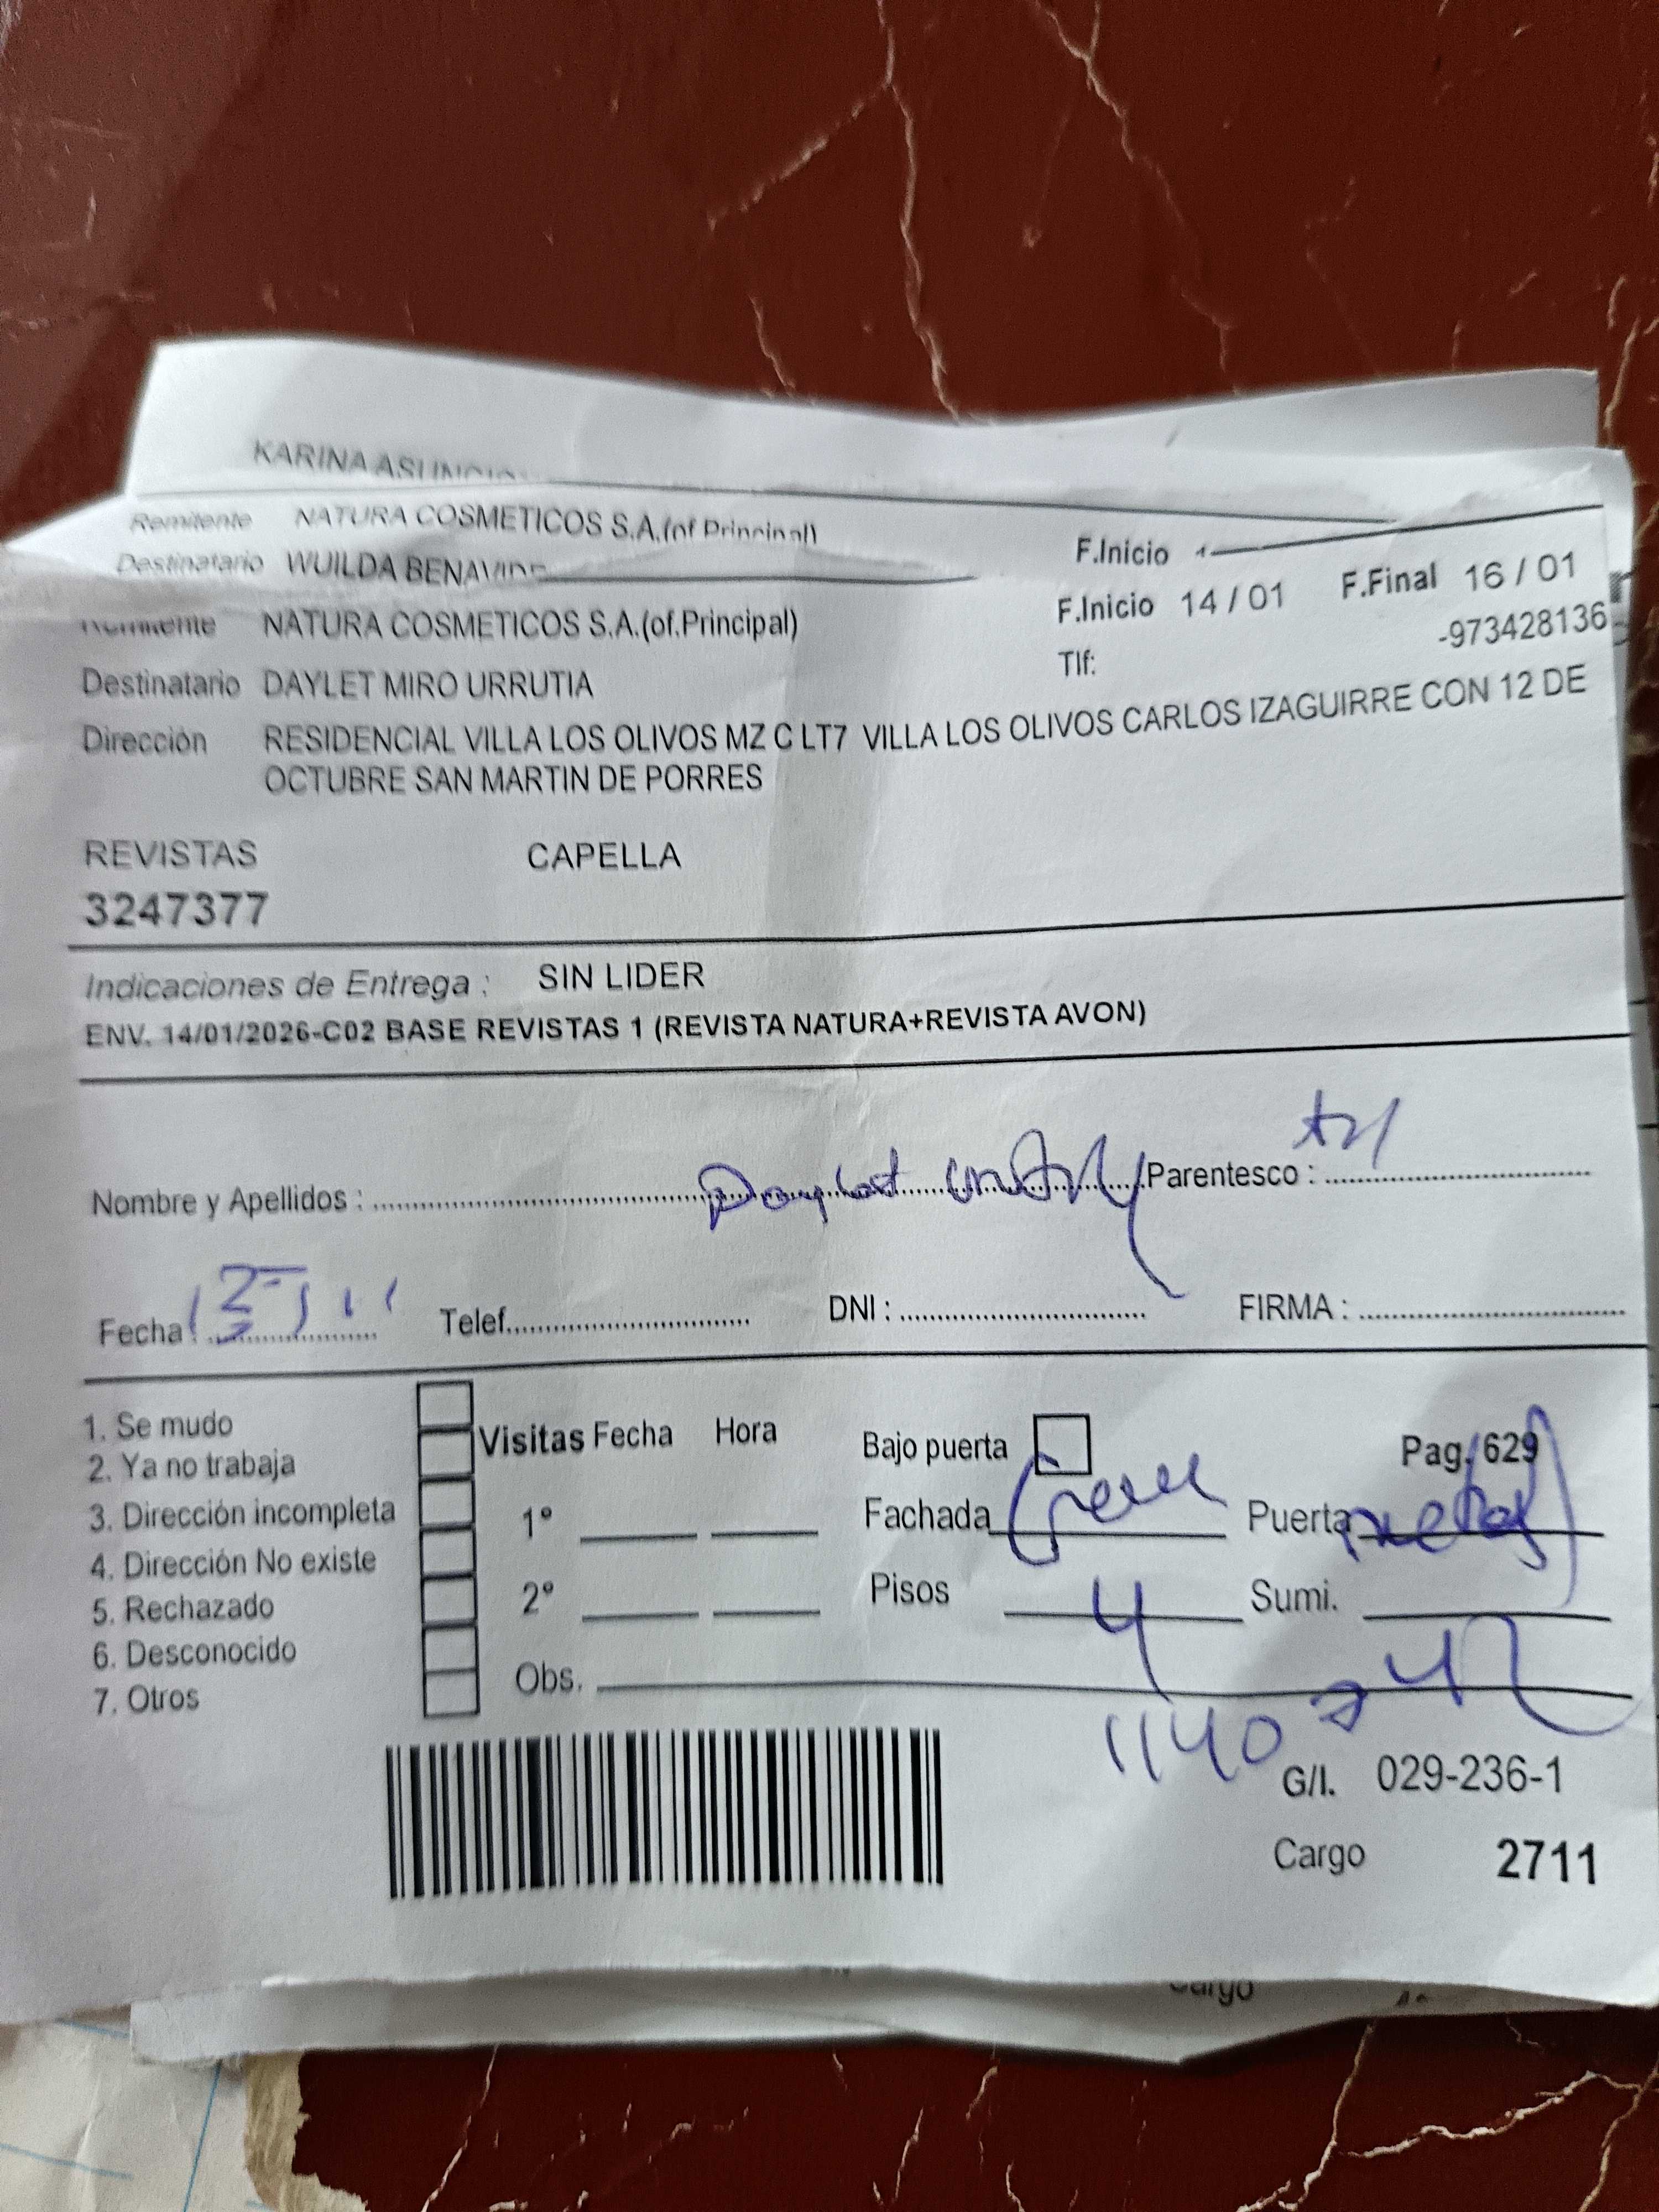 KARINA ASUNCIO
Remitente NATURA COSMETICOS S.A.(of.Principal)
F.Inicio
Destinatario WUILDA BENAVIDE
Remitente NATURA COSMETICOS S.A.(of.Principal)
F.Inicio 14 / 01 F.Final 16 / 01
Tlf: -973428136
Destinatario DAYLET MIRO URRUTIA
Dirección RESIDENCIAL VILLA LOS OLIVOS MZ C LT7 VILLA LOS OLIVOS CARLOS IZAGUIRRE CON 12 DE
OCTUBRE SAN MARTIN DE PORRES
REVISTAS CAPELLA
3247377
Indicaciones de Entrega : SIN LIDER
ENV. 14/01/2026-C02 BASE REVISTAS 1 (REVISTA NATURA+REVISTA AVON)
Nombre y Apellidos : Parentesco :
Fecha Telef. DNI : FIRMA :
1. Se mudo
2. Ya no trabaja
3. Dirección incompleta
4. Dirección No existe
5. Rechazado
6. Desconocido
7. Otros
Visitas Fecha Hora
1º
2º
Obs.
Bajo puerta Pag. 629
Fachada Puerta
Pisos 4 Sumi.
1140
G/I. 029-236-1
Cargo 2711
Cargo